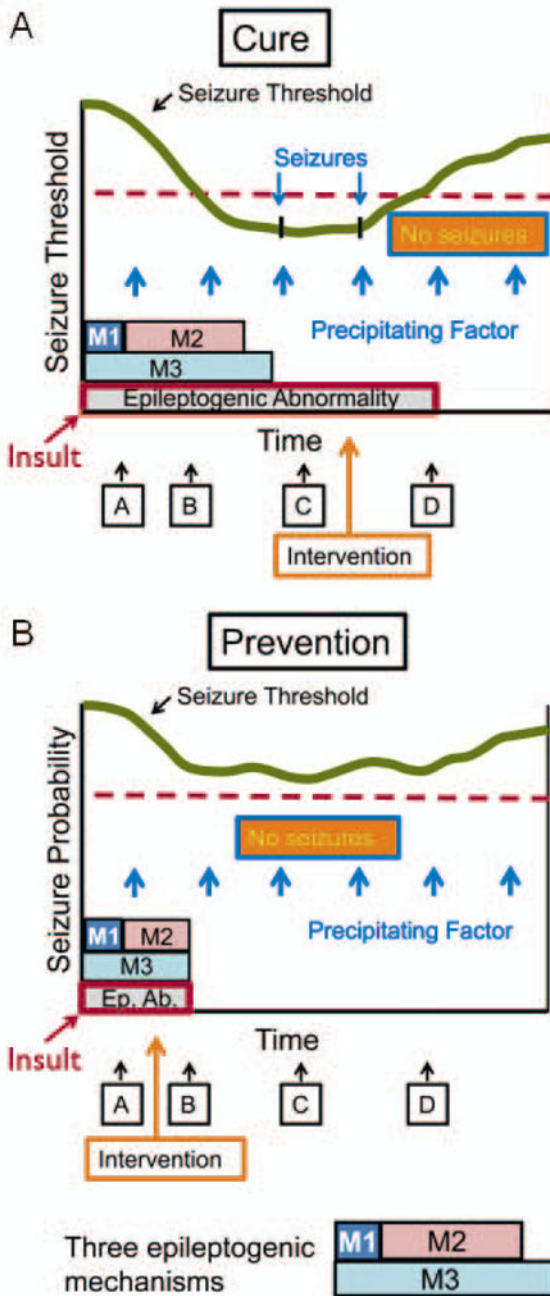 A
Cure
Seizure Threshold
Seizure Threshold
Seizures
No seizures
Precipitating Factor
M1 M2
M3
Epileptogenic Abnormality
Insult
Time
A B C D
Intervention
B
Prevention
Seizure Threshold
Seizure Probability
No seizures
Precipitating Factor
M1 M2
M3
Ep. Ab.
Insult
Time
A B C D
Intervention
Three epileptogenic
mechanisms
M1 M2
M3